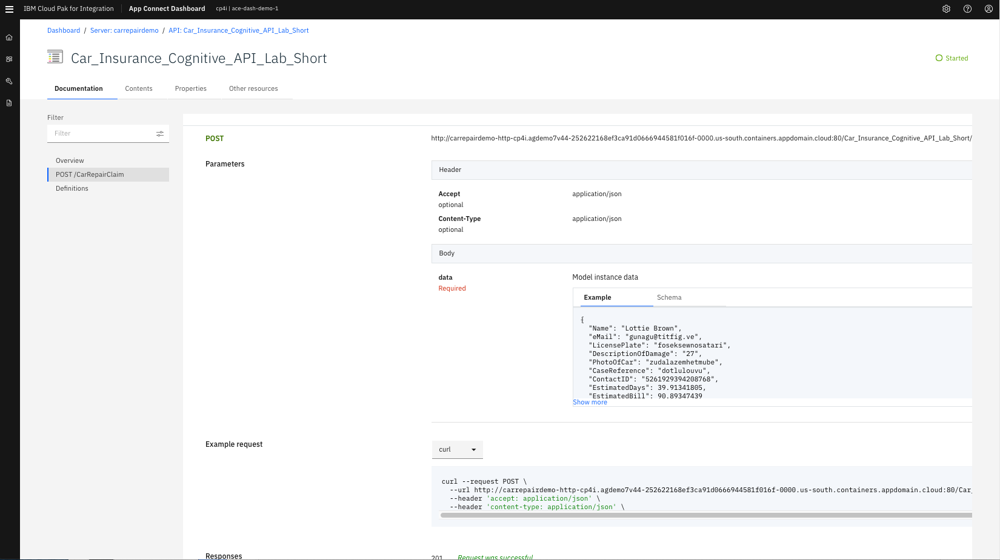 IBM Cloud Pak for Integration App Connect Dashboard cp4i | ace-dash-demo-1
Dashboard / Server: carrepairdemo / API: Car_Insurance_Cognitive_API_Lab_Short
Car_Insurance_Cognitive_API_Lab_Short
Started
Documentation Contents Properties Other resources
Filter
Filter
Overview
POST /CarRepairClaim
Definitions
POST http://carrepairdemo-http-cp4i.agdemo7v44-252622168ef3ca91d0666944581f016f-0000.us-south.containers.appdomain.cloud:80/Car_Insurance_Cognitive_API_Lab_Short/
Parameters
Header
Accept application/json
optional
Content-Type application/json
optional
Body
data Model instance data
Required
Example Schema
{
"Name": "Lottie Brown",
"eMail": "gunagu@titfig.ve",
"LicensePlate": "foseksewnosatari",
"DescriptionOfDamage": "27",
"PhotoOfCar": "zudalazemhetmube",
"CaseReference": "dotlulouvu",
"ContactID": "5261929394208768",
"EstimatedDays": 39.91341805,
"EstimatedBill": 90.89347439
Show more
Example request
curl
curl --request POST \
--url http://carrepairdemo-http-cp4i.agdemo7v44-252622168ef3ca91d0666944581f016f-0000.us-south.containers.appdomain.cloud:80/Car_
--header 'accept: application/json' \
--header 'content-type: application/json' \
Responses 201 Request was successful